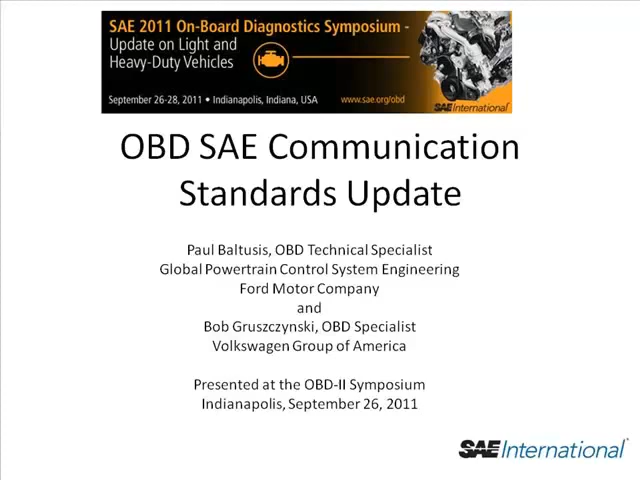 SAE 2011 On-Board Diagnostics Symposium -
Update on Light and
Heavy-Duty Vehicles
September 26-28, 2011 • Indianapolis, Indiana, USA
www.sae.org/obd
SAE International
OBD SAE Communication
Standards Update
Paul Baltusis, OBD Technical Specialist
Global Powertrain Control System Engineering
Ford Motor Company
and
Bob Gruszczynski, OBD Specialist
Volkswagen Group of America
Presented at the OBD-II Symposium
Indianapolis, September 26, 2011
SAE International